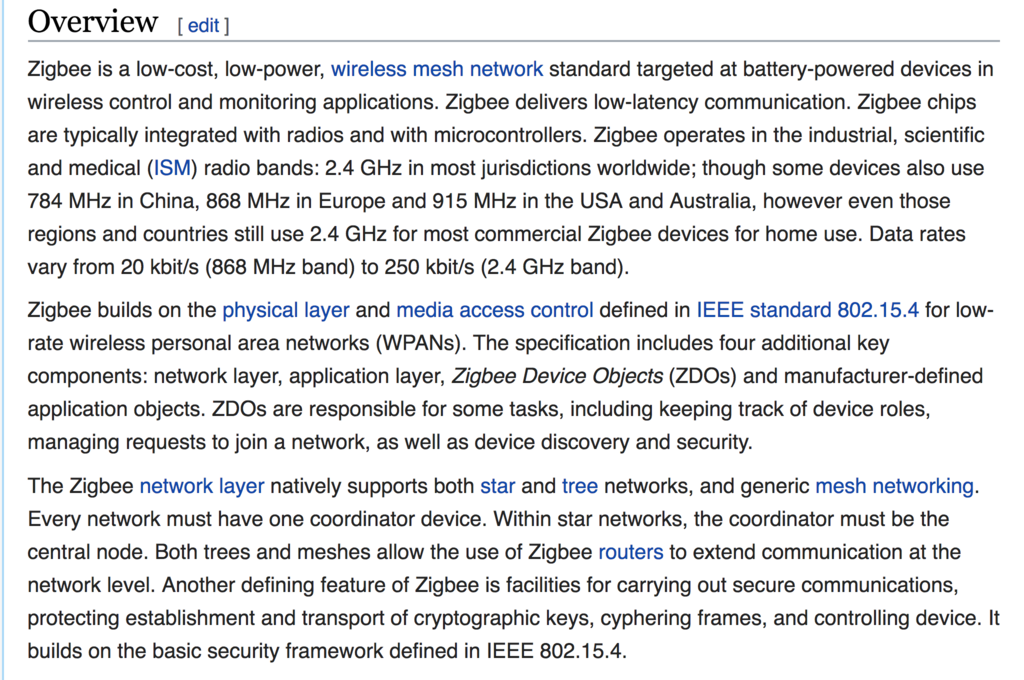 Overview [ edit ]
Zigbee is a low-cost, low-power, wireless mesh network standard targeted at battery-powered devices in
wireless control and monitoring applications. Zigbee delivers low-latency communication. Zigbee chips
are typically integrated with radios and with microcontrollers. Zigbee operates in the industrial, scientific
and medical (ISM) radio bands: 2.4 GHz in most jurisdictions worldwide; though some devices also use
784 MHz in China, 868 MHz in Europe and 915 MHz in the USA and Australia, however even those
regions and countries still use 2.4 GHz for most commercial Zigbee devices for home use. Data rates
vary from 20 kbit/s (868 MHz band) to 250 kbit/s (2.4 GHz band).
Zigbee builds on the physical layer and media access control defined in IEEE standard 802.15.4 for low-
rate wireless personal area networks (WPANs). The specification includes four additional key
components: network layer, application layer, Zigbee Device Objects (ZDOs) and manufacturer-defined
application objects. ZDOs are responsible for some tasks, including keeping track of device roles,
managing requests to join a network, as well as device discovery and security.
The Zigbee network layer natively supports both star and tree networks, and generic mesh networking.
Every network must have one coordinator device. Within star networks, the coordinator must be the
central node. Both trees and meshes allow the use of Zigbee routers to extend communication at the
network level. Another defining feature of Zigbee is facilities for carrying out secure communications,
protecting establishment and transport of cryptographic keys, cyphering frames, and controlling device. It
builds on the basic security framework defined in IEEE 802.15.4.